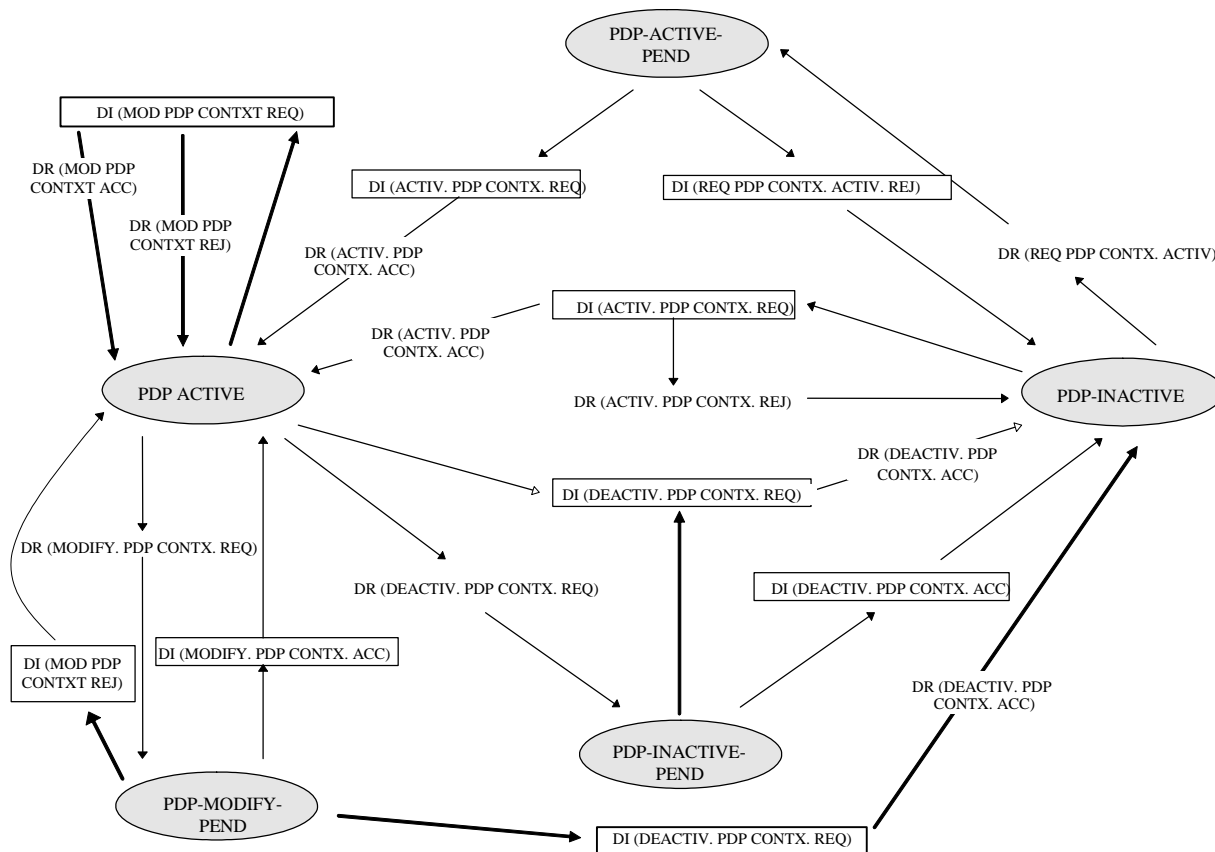 PDP-ACTIVE-
PEND
DI (MOD PDP CONTXT REQ)
DR (MOD PDP
CONTXT ACC)
DI (ACTIV. PDP CONTX. REQ)
DI (REQ PDP CONTX. ACTIV. REJ)
DR (MOD PDP
CONTXT REJ)
DR (ACTIV. PDP
CONTX. ACC)
DR (REQ PDP CONTX. ACTIV)
DI (ACTIV. PDP CONTX. REQ)
DR (ACTIV. PDP
CONTX. ACC)
PDP ACTIVE
DR (ACTIV. PDP CONTX. REJ)
PDP-INACTIVE
DR (DEACTIV. PDP
CONTX. ACC)
DI (DEACTIV. PDP CONTX. REQ)
DR (MODIFY. PDP CONTX. REQ)
DR (DEACTIV. PDP CONTX. REQ)
DI (DEACTIV. PDP CONTX. ACC)
DI (MOD PDP
CONTXT REJ)
DI (MODIFY. PDP CONTX. ACC)
DR (DEACTIV. PDP
CONTX. ACC)
PDP-INACTIVE-
PEND
PDP-MODIFY-
PEND
DI (DEACTIV. PDP CONTX. REQ)